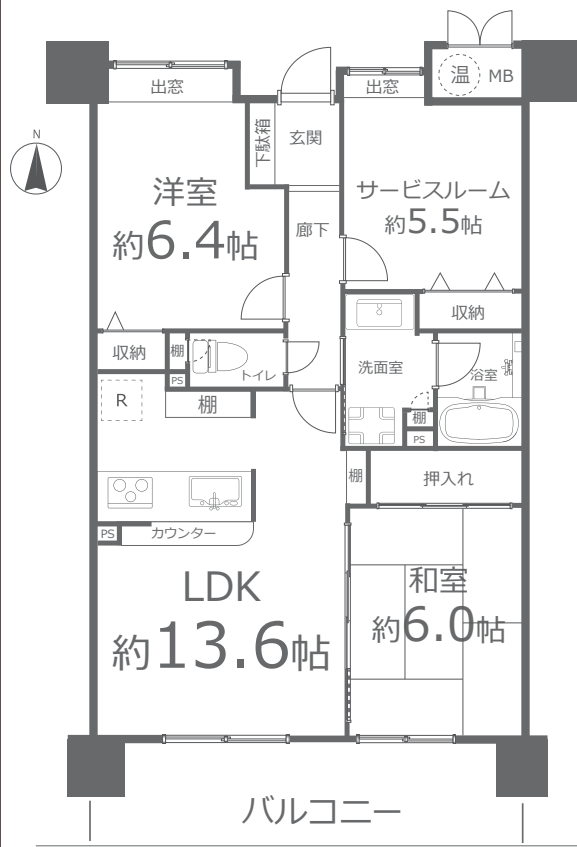 出窓
出窓
温
MB
N
下駄箱
玄関
洋室
約6.4帖
廊下
サービスルーム
約5.5帖
収納
収納
棚
PS
トイレ
洗面室
浴室
R
棚
棚
PS
棚
押入れ
PS
カウンター
LDK
約13.6帖
和室
約6.0帖
バルコニー